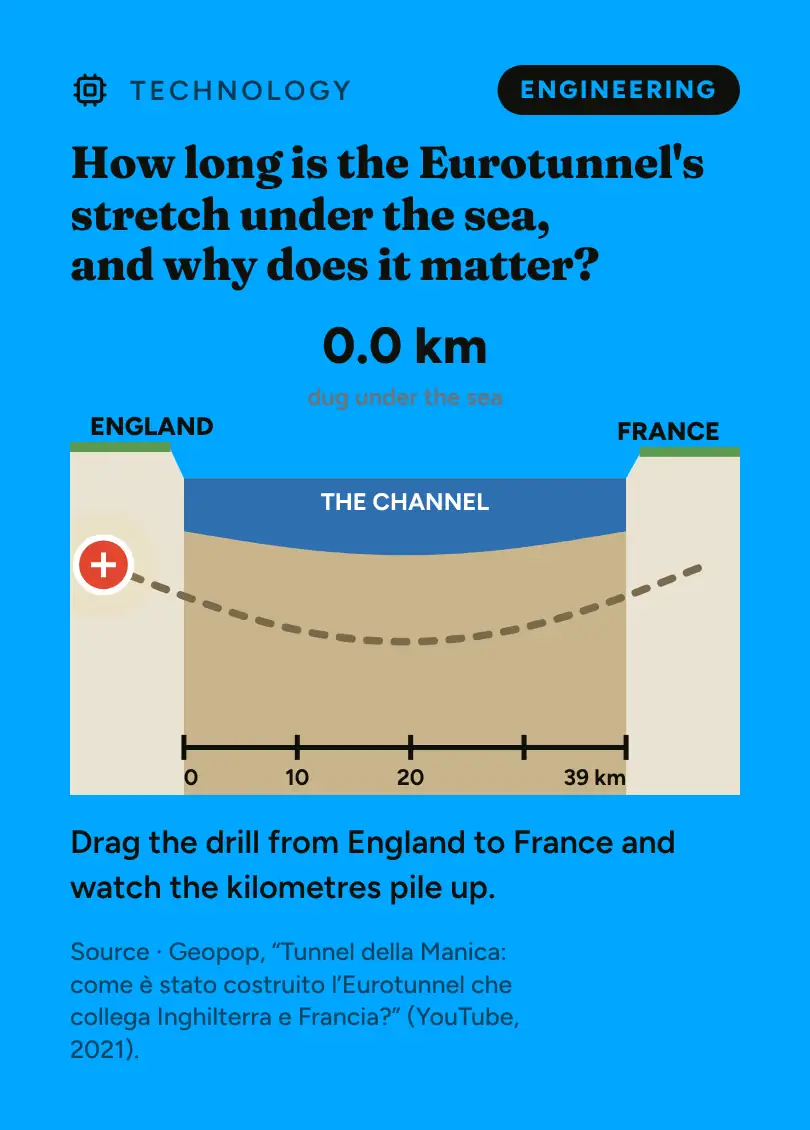 TECHNOLOGY
ENGINEERING
How long is the Eurotunnel's
stretch under the sea,
and why does it matter?
0.0 km
dug under the sea
ENGLAND
FRANCE
THE CHANNEL
0
10
20
39 km
Drag the drill from England to France and
watch the kilometres pile up.
Source · Geopop, “Tunnel della Manica:
come è stato costruito l’Eurotunnel che
collega Inghilterra e Francia?” (YouTube,
2021).